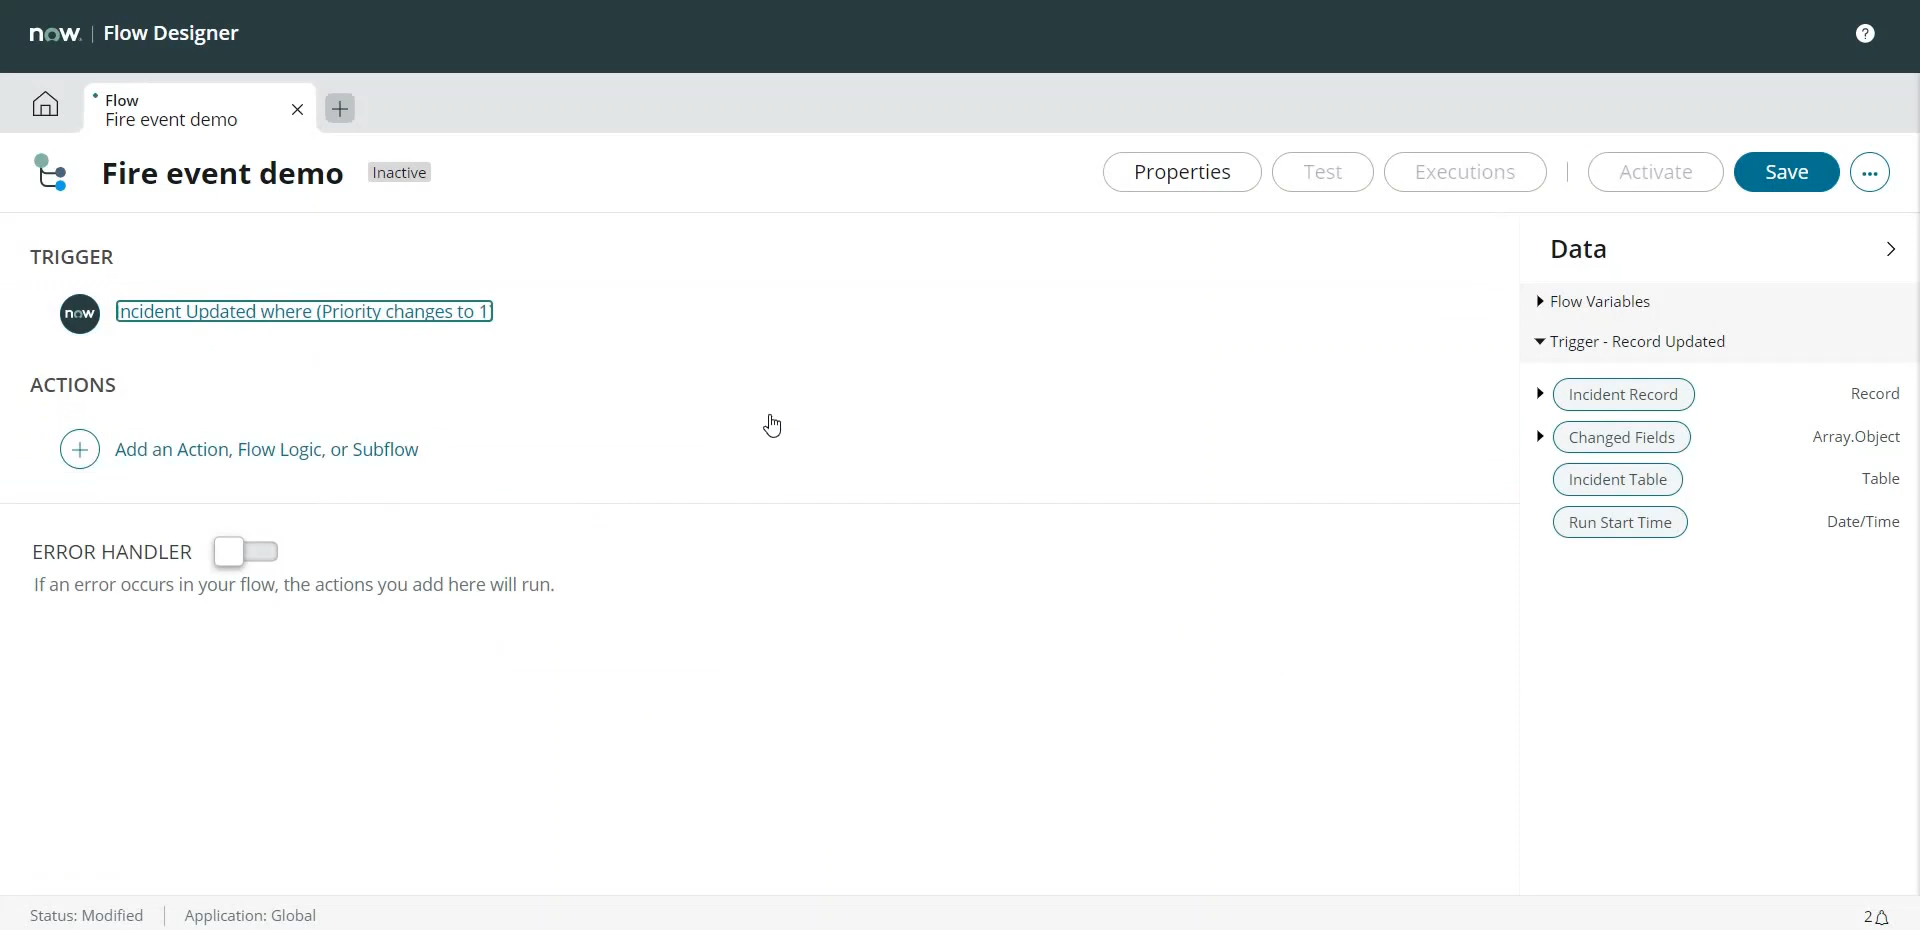 now. | Flow Designer
?
Flow
Fire event demo
Fire event demo
Inactive
Properties
Test
Executions
Activate
Save
...
TRIGGER
now
Incident Updated where (Priority changes to 1)
ACTIONS
Add an Action, Flow Logic, or Subflow
ERROR HANDLER
If an error occurs in your flow, the actions you add here will run.
Data
Flow Variables
Trigger - Record Updated
Incident Record Record
Changed Fields Array.Object
Incident Table Table
Run Start Time Date/Time
Status: Modified | Application: Global
2